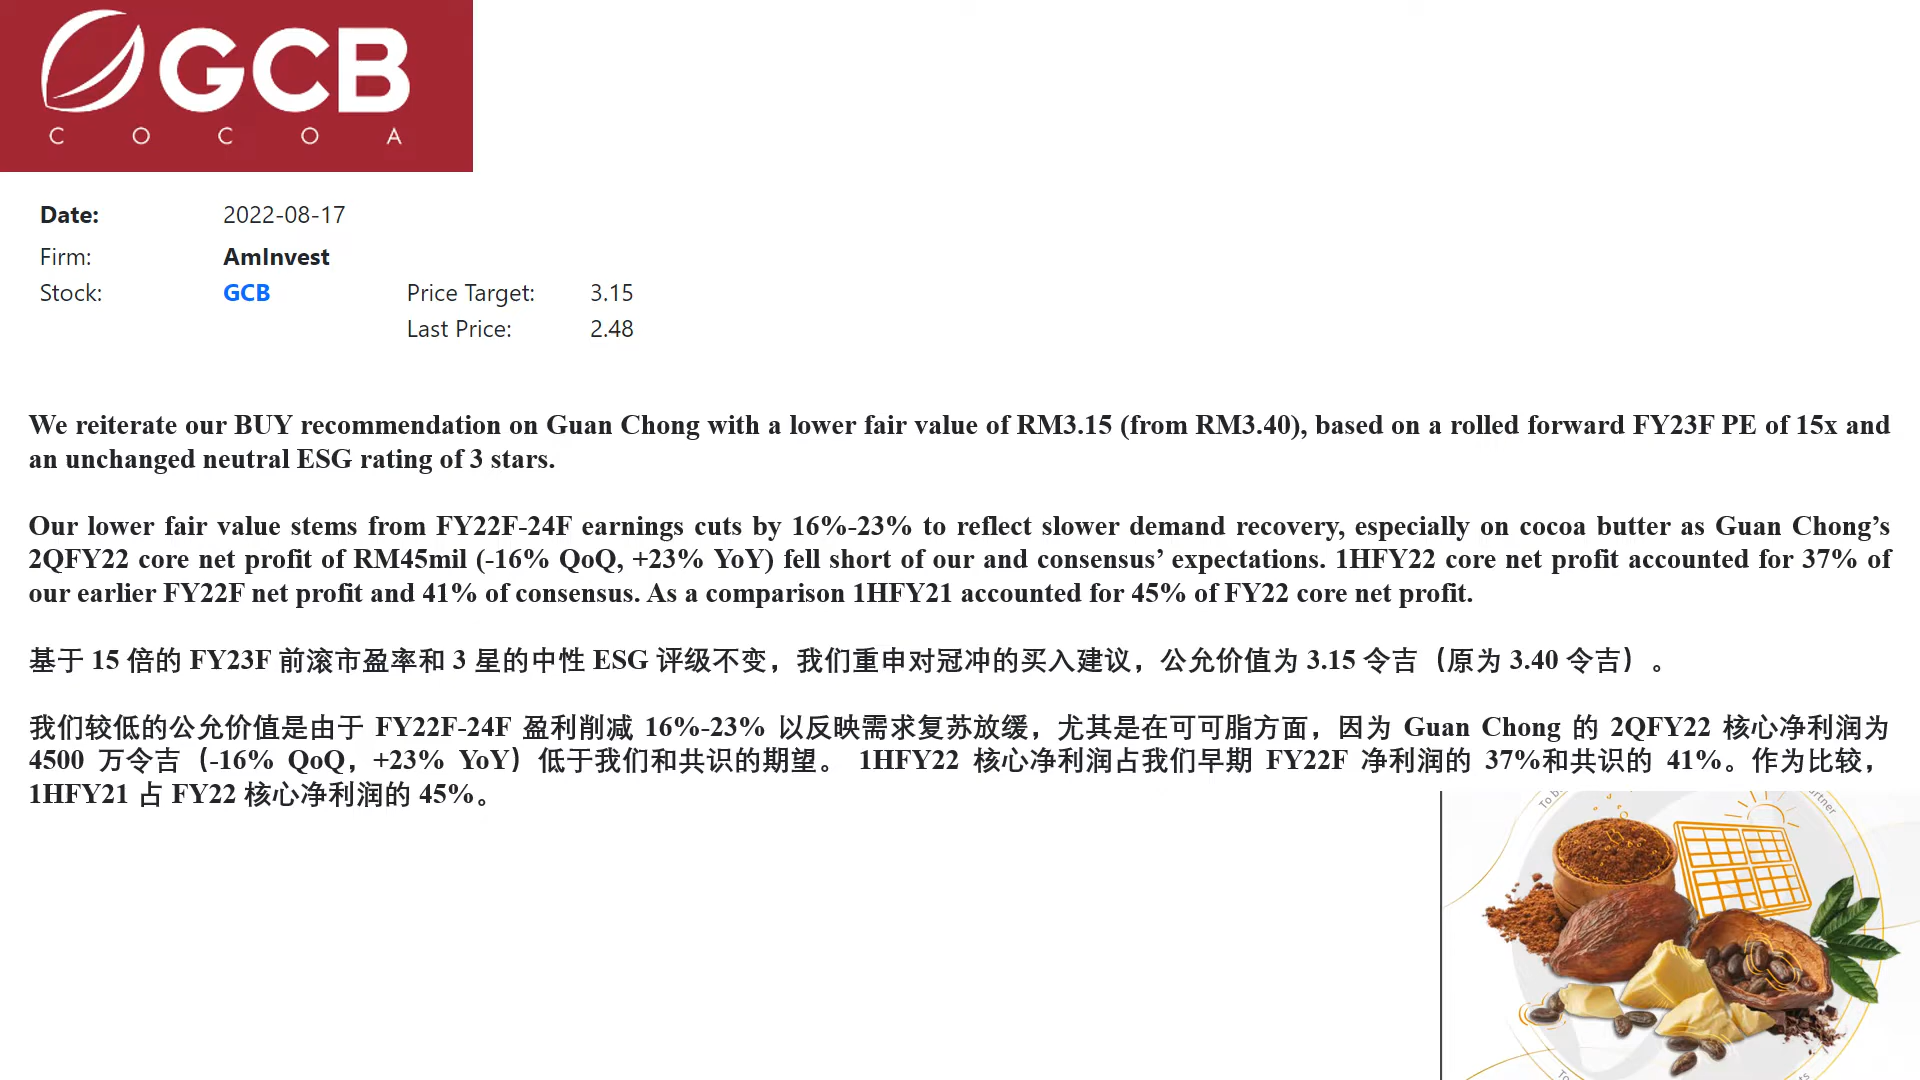 GCB
COCOA
Date: 2022-08-17
Firm: AmInvest
Stock: GCB Price Target: 3.15
Last Price: 2.48
We reiterate our BUY recommendation on Guan Chong with a lower fair value of RM3.15 (from RM3.40), based on a rolled forward FY23F PE of 15x and
an unchanged neutral ESG rating of 3 stars.
Our lower fair value stems from FY22F-24F earnings cuts by 16%-23% to reflect slower demand recovery, especially on cocoa butter as Guan Chong’s
2QFY22 core net profit of RM45mil (-16% QoQ, +23% YoY) fell short of our and consensus’ expectations. 1HFY22 core net profit accounted for 37% of
our earlier FY22F net profit and 41% of consensus. As a comparison 1HFY21 accounted for 45% of FY22 core net profit.
基于 15 倍的 FY23F 前滚市盈率和 3 星的中性 ESG 评级不变，我们重申对冠冲的买入建议，公允价值为 3.15 令吉（原为 3.40 令吉）。
我们较低的公允价值是由于 FY22F-24F 盈利削减 16%-23% 以反映需求复苏放缓，尤其是在可可脂方面，因为 Guan Chong 的 2QFY22 核心净利润为
4500 万令吉（-16% QoQ，+23% YoY）低于我们和共识的期望。 1HFY22 核心净利润占我们早期 FY22F 净利润的 37%和共识的 41%。作为比较，
1HFY21 占 FY22 核心净利润的 45%。